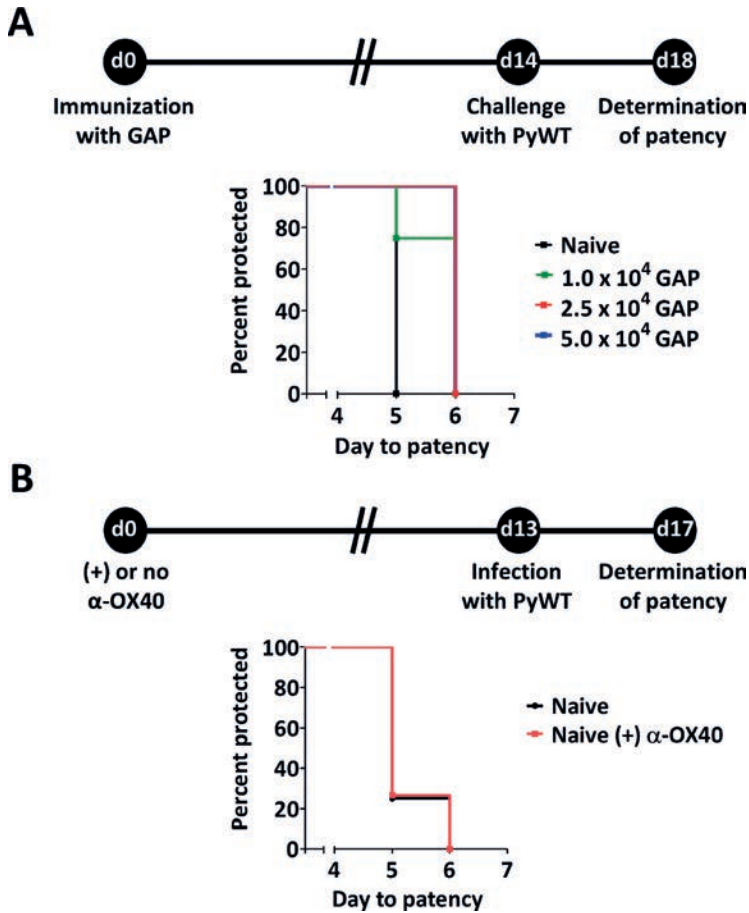 A
d0
d14
d18
Immunization
with GAP
Challenge
with PyWT
Determination
of patency
Percent protected
100
80
60
40
20
0
4 5 6 7
Day to patency
Naive
1.0 x 10⁴ GAP
2.5 x 10⁴ GAP
5.0 x 10⁴ GAP
B
d0
d13
d17
(+) or no
α-OX40
Infection
with PyWT
Determination
of patency
Percent protected
100
80
60
40
20
0
4 5 6 7
Day to patency
Naive
Naive (+) α-OX40